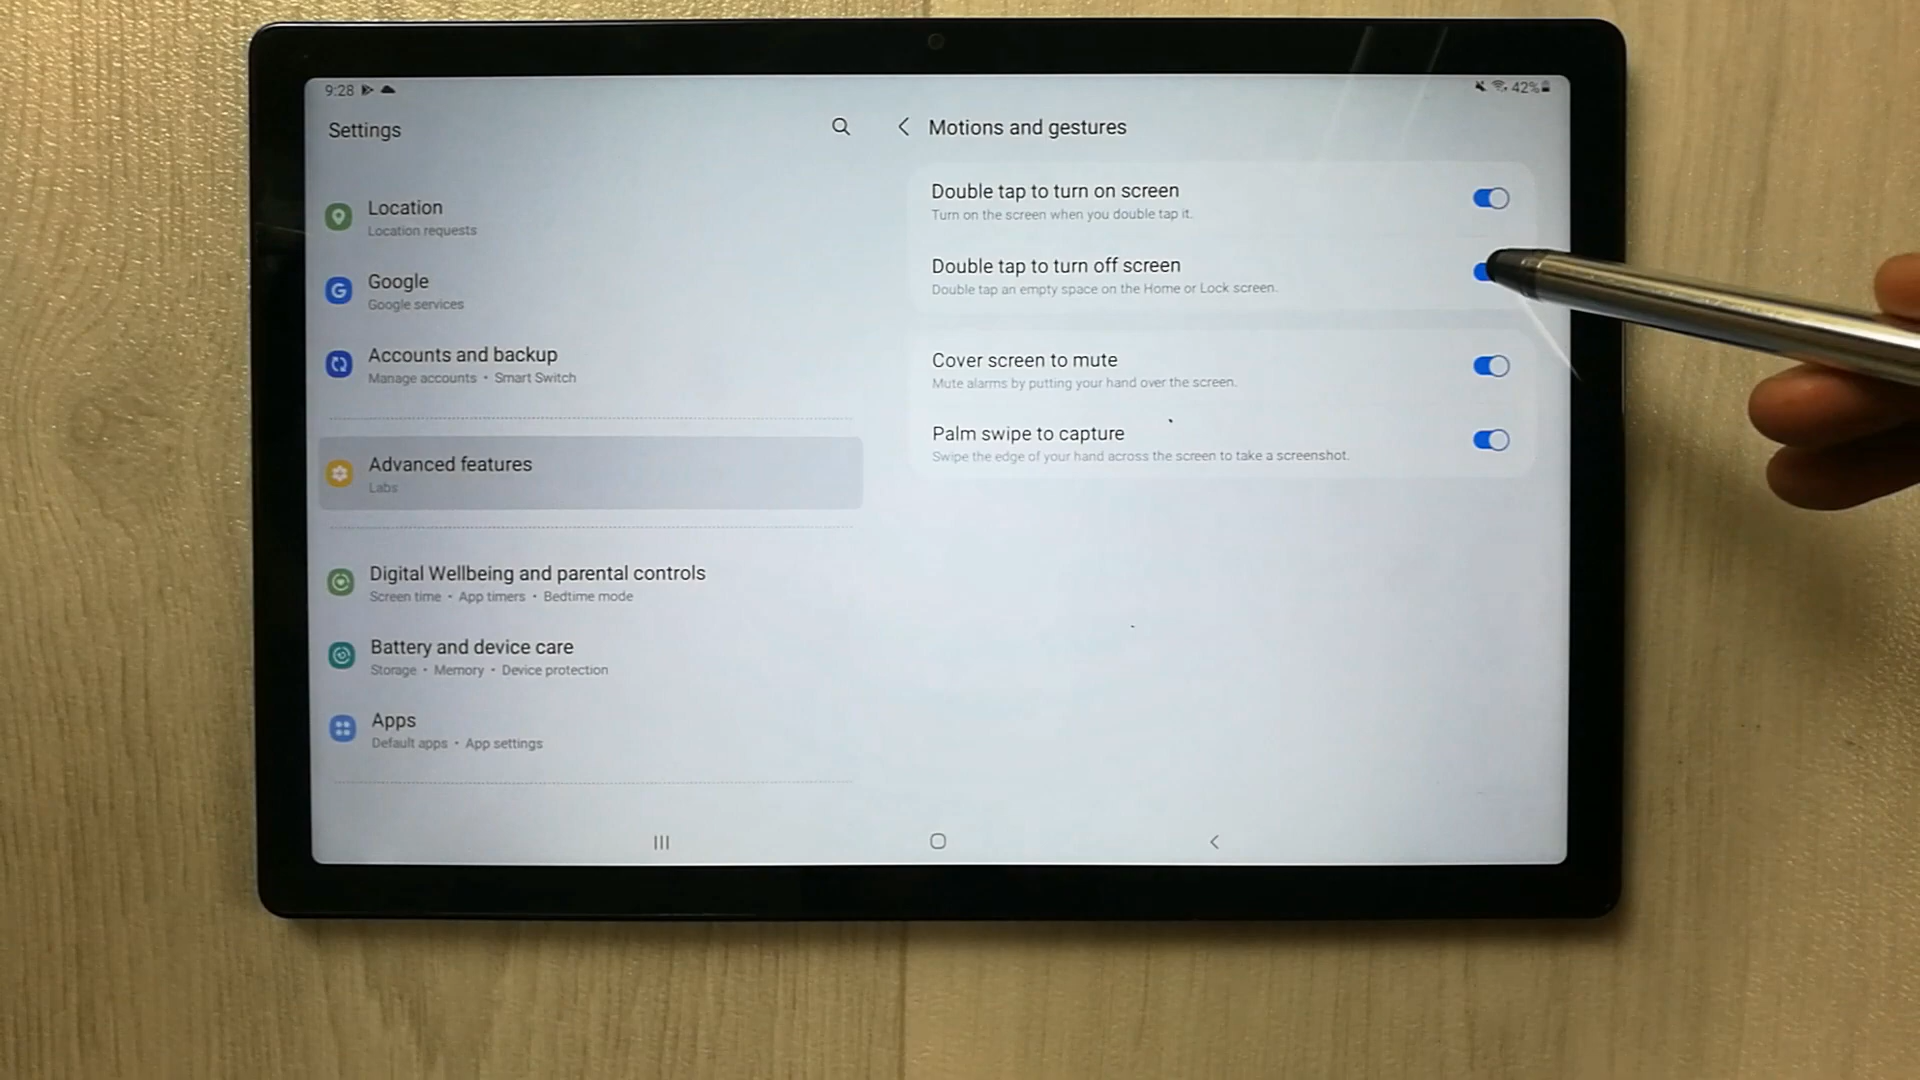 9:28
42%
Settings
Location
Location requests
Google
Google services
Accounts and backup
Manage accounts • Smart Switch
Advanced features
Labs
Digital Wellbeing and parental controls
Screen time • App timers • Bedtime mode
Battery and device care
Storage • Memory • Device protection
Apps
Default apps • App settings
Motions and gestures
Double tap to turn on screen
Turn on the screen when you double tap it.
Double tap to turn off screen
Double tap an empty space on the Home or Lock screen.
Cover screen to mute
Mute alarms by putting your hand over the screen.
Palm swipe to capture
Swipe the edge of your hand across the screen to take a screenshot.